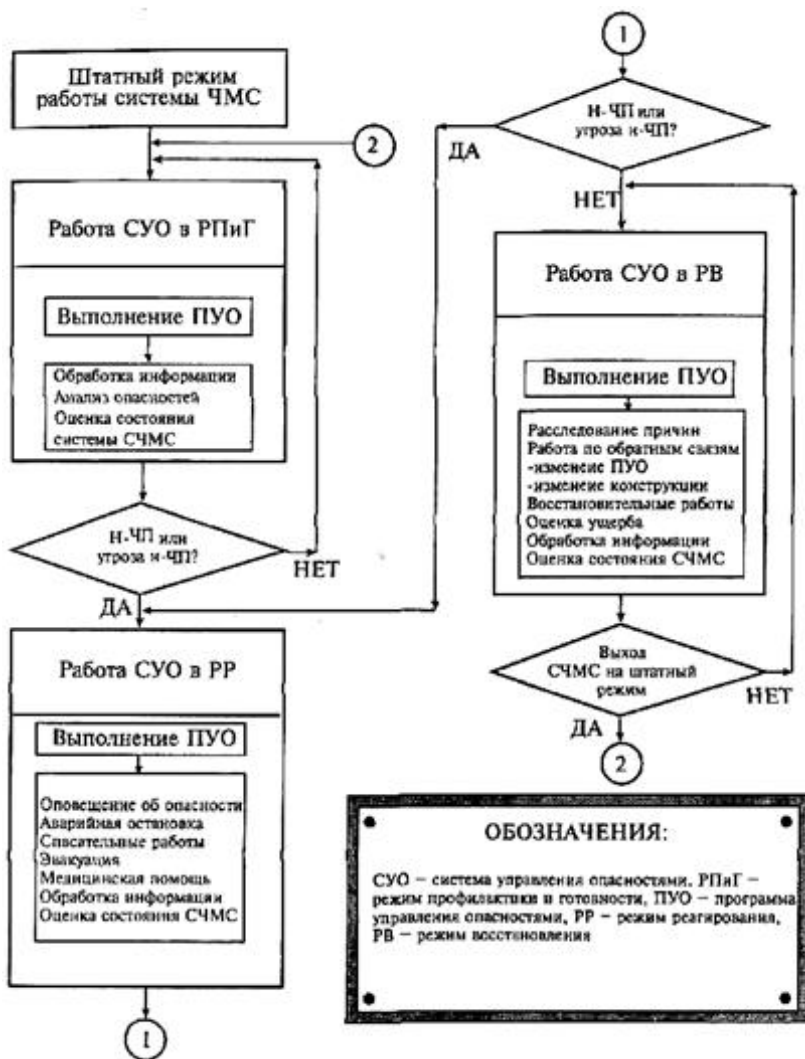 Штатный режим
работы системы ЧМС
2
Работа СУО в РПиГ
Выполнение ПУО
Обработка информации
Анализ опасностей
Оценка состояния
системы СЧМС
Н-ЧП или
угроза н-ЧП?
НЕТ
ДА
Работа СУО в РР
Выполнение ПУО
Оповещение об опасности
Аварийная остановка
Спасательные работы
Эвакуация
Медицинская помощь
Обработка информации
Оценка состояния СЧМС
1
1
Н-ЧП или
угроза н-ЧП?
ДА
НЕТ
Работа СУО в РВ
Выполнение ПУО
Расследование причин
Работа по обратным связям
-изменеие ПУО
-изменеие конструкции
Восстановительные работы
Оценка ущерба
Обработка информации
Оценка состояния СЧМС
Выход
СЧМС на штатный
режим
НЕТ
ДА
2
ОБОЗНАЧЕНИЯ:
СУО – система управления опасностями, РПиГ –
режим профилактики и готовности, ПУО – программа
управления опасностями, РР – режим реагирования,
РВ – режим восстановления